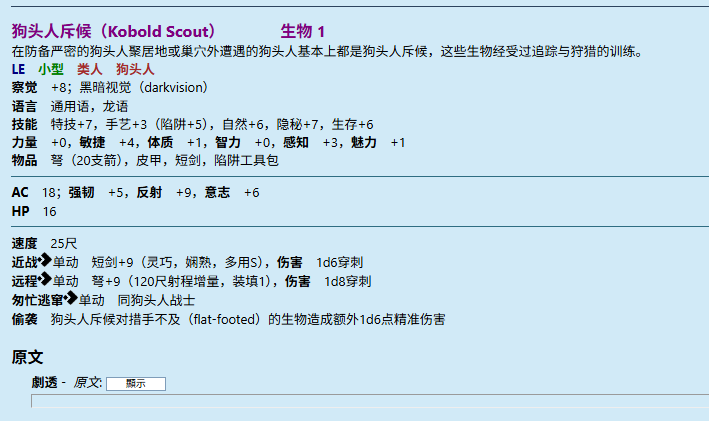 狗头人斥候（Kobold Scout） 生物 1
在防备严密的狗头人聚居地或巢穴外遭遇的狗头人基本上都是狗头人斥候，这些生物经受过追踪与狩猎的训练。
LE 小型 类人 狗头人
察觉 +8；黑暗视觉（darkvision）
语言 通用语，龙语
技能 特技+7，手艺+3（陷阱+5），自然+6，隐秘+7，生存+6
力量 +0，敏捷 +4，体质 +1，智力 +0，感知 +3，魅力 +1
物品 弩（20支箭），皮甲，短剑，陷阱工具包
AC 18；强韧 +5，反射 +9，意志 +6
HP 16
速度 25尺
近战单动 短剑+9（灵巧，娴熟，多用S），伤害 1d6穿刺
远程单动 弩+9（120尺射程增量，装填1），伤害 1d8穿刺
匆忙逃窜单动 同狗头人战士
偷袭 狗头人斥候对措手不及（flat-footed）的生物造成额外1d6点精准伤害
原文
劇透 - 原文: 顯示